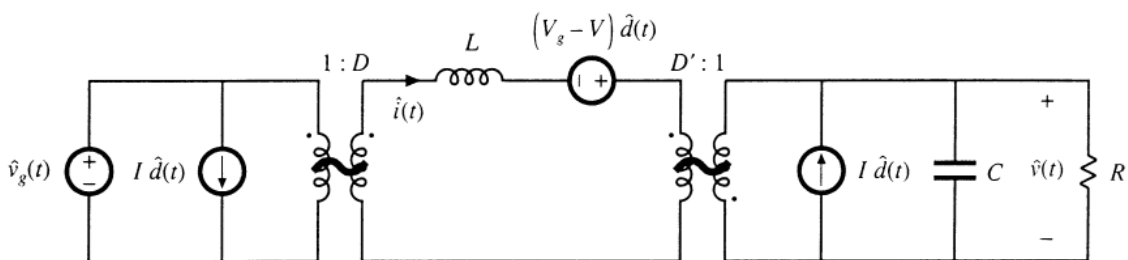 L
(V_g – V) d̂(t)
1 : D
D′ : 1
î(t)
+
–
v̂_g(t)
I d̂(t)
– +
I d̂(t)
C
+
v̂(t)
–
R